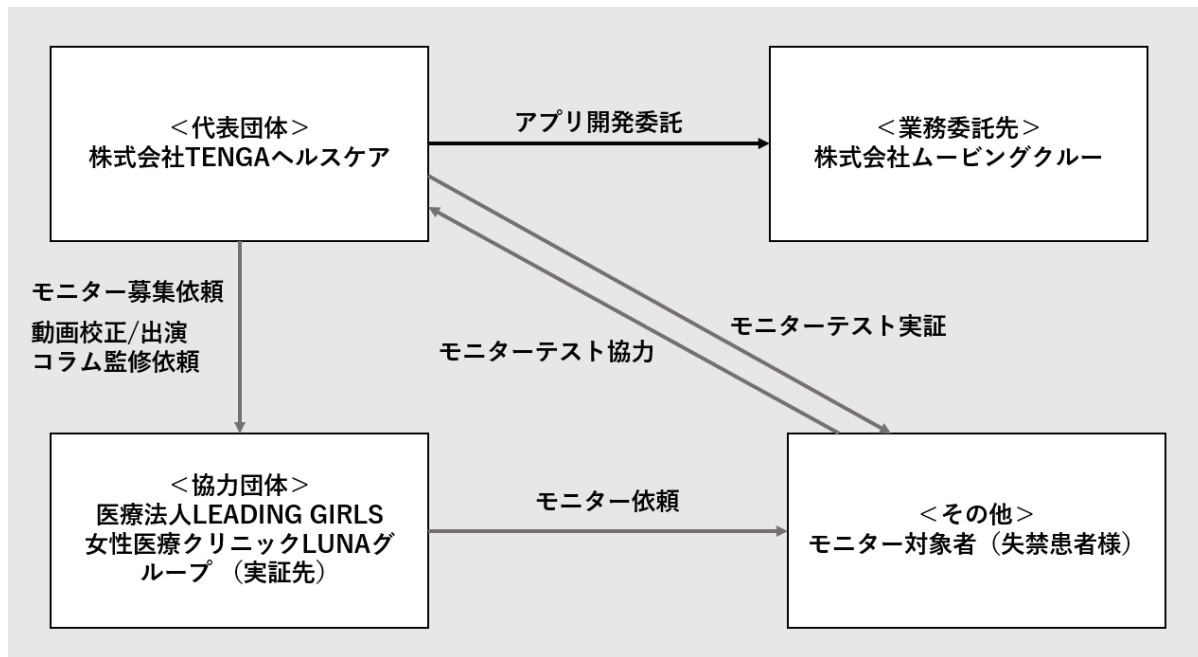 ＜代表団体＞
株式会社TENGAヘルスケア
アプリ開発委託
＜業務委託先＞
株式会社ムービングクルー
モニター募集依頼
動画校正/出演
コラム監修依頼
モニターテスト協力
モニターテスト実証
＜協力団体＞
医療法人LEADING GIRLS
女性医療クリニックLUNAグ
ループ （実証先）
モニター依頼
＜その他＞
モニター対象者（失禁患者様）